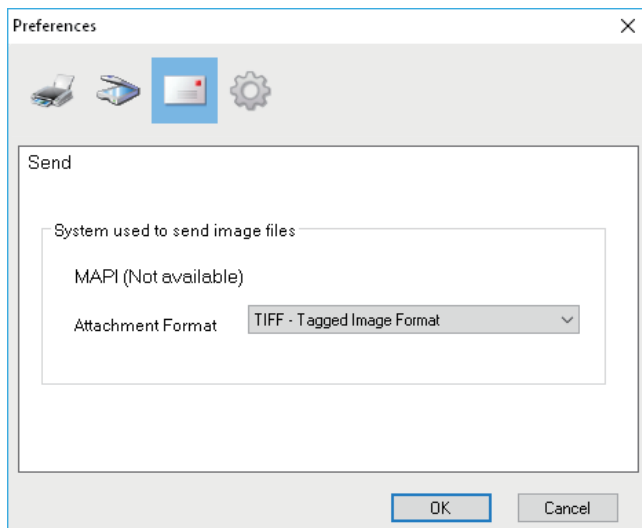 Preferences
Send
System used to send image files
MAPI (Not available)
Attachment Format TIFF - Tagged Image Format
OK Cancel